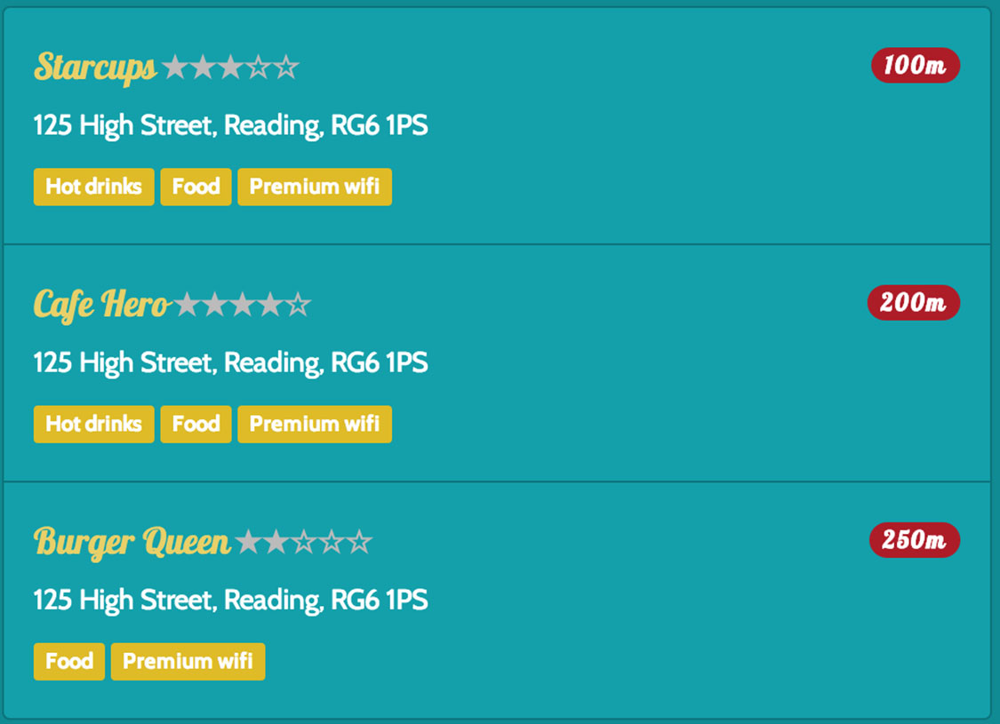 Starcups ★★★☆☆ 100m
125 High Street, Reading, RG6 1PS
Hot drinks Food Premium wifi
Cafe Hero ★★★★☆ 200m
125 High Street, Reading, RG6 1PS
Hot drinks Food Premium wifi
Burger Queen ★★☆☆☆ 250m
125 High Street, Reading, RG6 1PS
Food Premium wifi